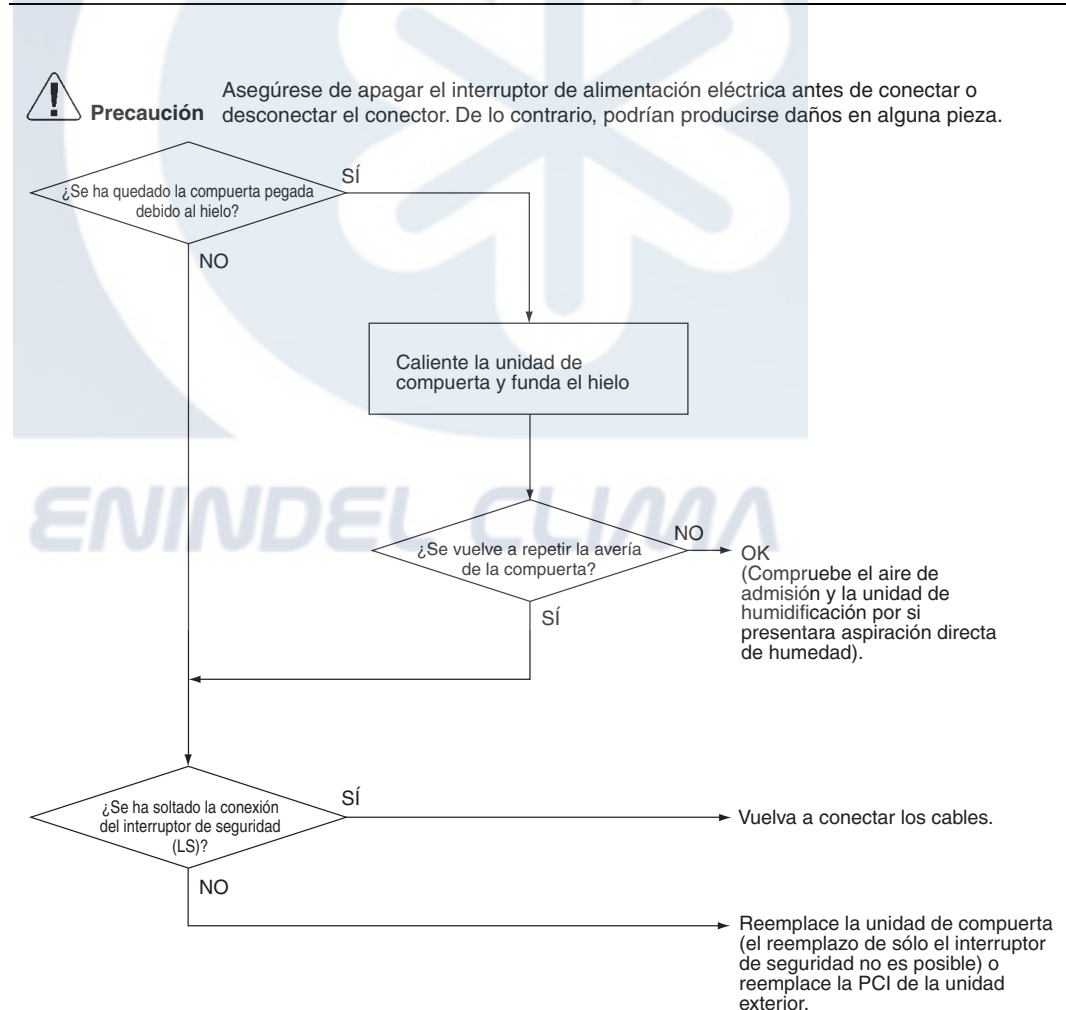 Asegúrese de apagar el interruptor de alimentación eléctrica antes de conectar o
Precaución desconectar el conector. De lo contrario, podrían producirse daños en alguna pieza.
¿Se ha quedado la compuerta pegada
debido al hielo?
SÍ
NO
Caliente la unidad de
compuerta y funda el hielo
ENINDEL CLIMA
¿Se vuelve a repetir la avería
de la compuerta?
NO
SÍ
OK
(Compruebe el aire de
admisión y la unidad de
humidificación por si
presentara aspiración directa
de humedad).
¿Se ha soltado la conexión
del interruptor de seguridad
(LS)?
SÍ
Vuelva a conectar los cables.
NO
Reemplace la unidad de compuerta
(el reemplazo de sólo el interruptor
de seguridad no es posible) o
reemplace la PCI de la unidad
exterior.